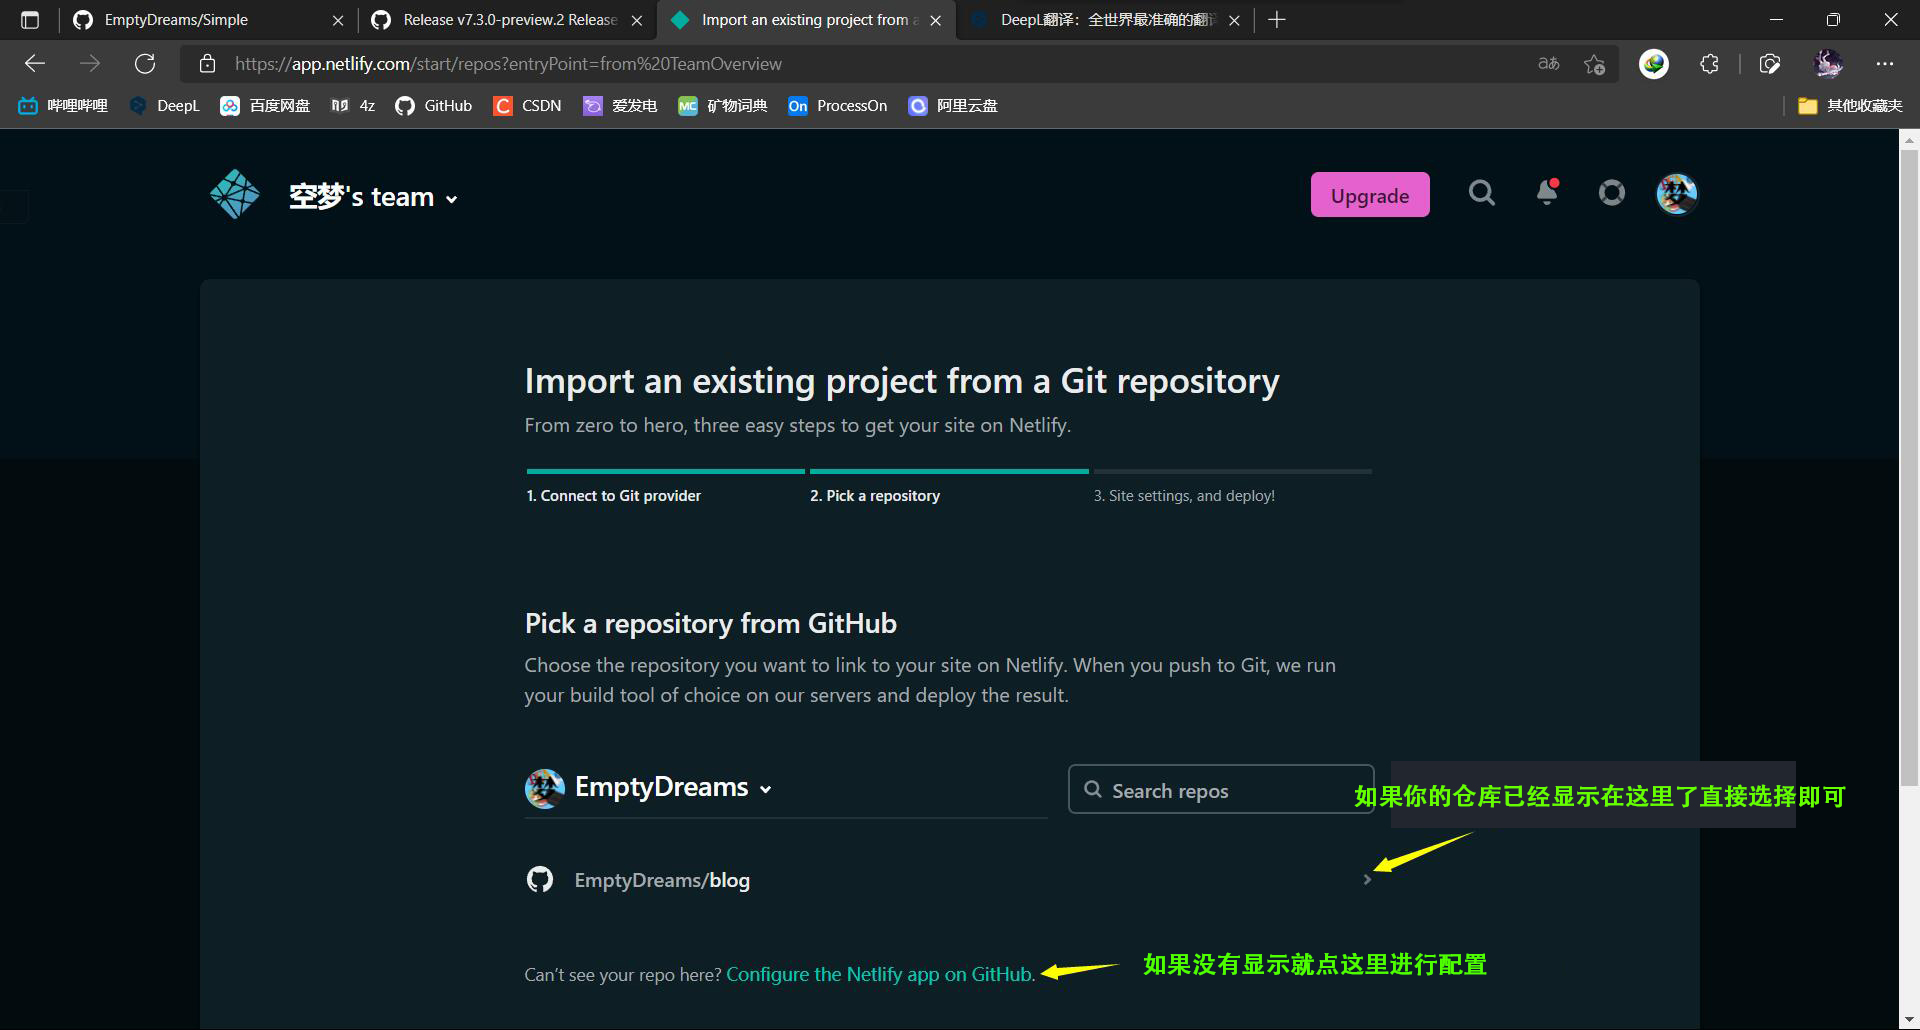 EmptyDreams/Simple
Release v7.3.0-preview.2 Release
Import an existing project from a
DeepL翻译：全世界最准确的翻译
https://app.netlify.com/start/repos?entryPoint=from%20TeamOverview
aあ
哔哩哔哩
DeepL
百度网盘
4z
GitHub
CSDN
爱发电
MC
矿物词典
On
ProcessOn
阿里云盘
其他收藏夹
空梦's team
Upgrade
Import an existing project from a Git repository
From zero to hero, three easy steps to get your site on Netlify.
1. Connect to Git provider
2. Pick a repository
3. Site settings, and deploy!
Pick a repository from GitHub
Choose the repository you want to link to your site on Netlify. When you push to Git, we run
your build tool of choice on our servers and deploy the result.
EmptyDreams
Search repos
如果你的仓库已经显示在这里了直接选择即可
EmptyDreams/blog
Can't see your repo here? Configure the Netlify app on GitHub.
如果没有显示就点这里进行配置